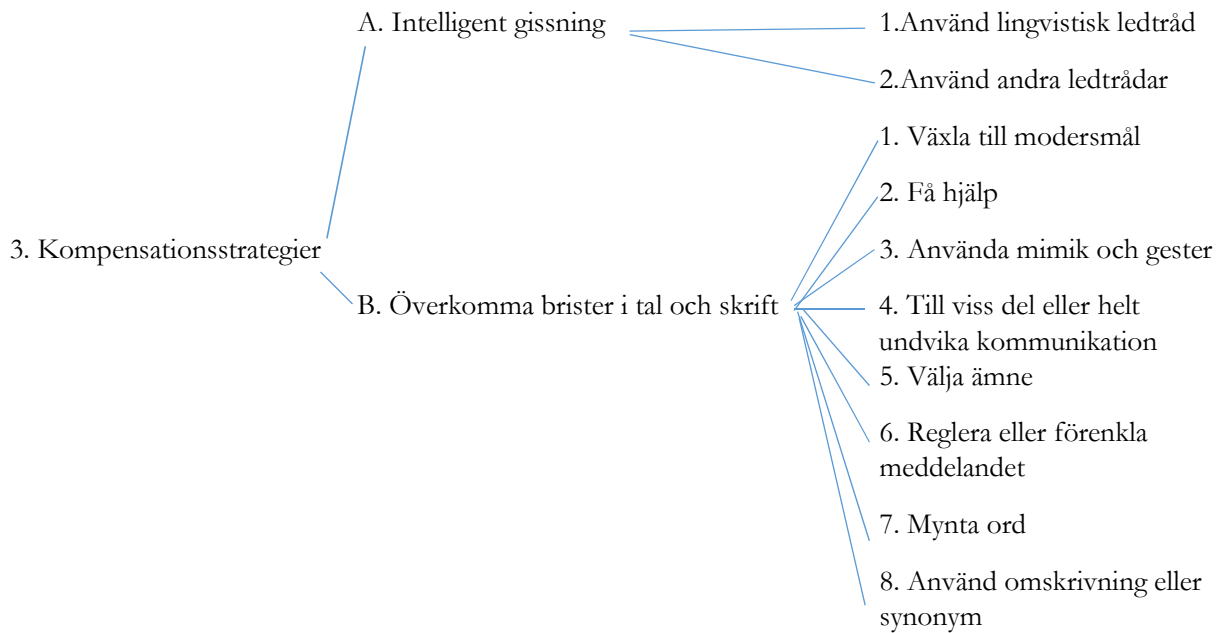 A. Intelligent gissning
1.Använd lingvistisk ledtråd
2.Använd andra ledtrådar
1. Växla till modersmål
2. Få hjälp
3. Kompensationsstrategier
3. Använda mimik och gester
B. Överkomma brister i tal och skrift
4. Till viss del eller helt
undvika kommunikation
5. Välja ämne
6. Reglera eller förenkla
meddelandet
7. Mynta ord
8. Använd omskrivning eller
synonym